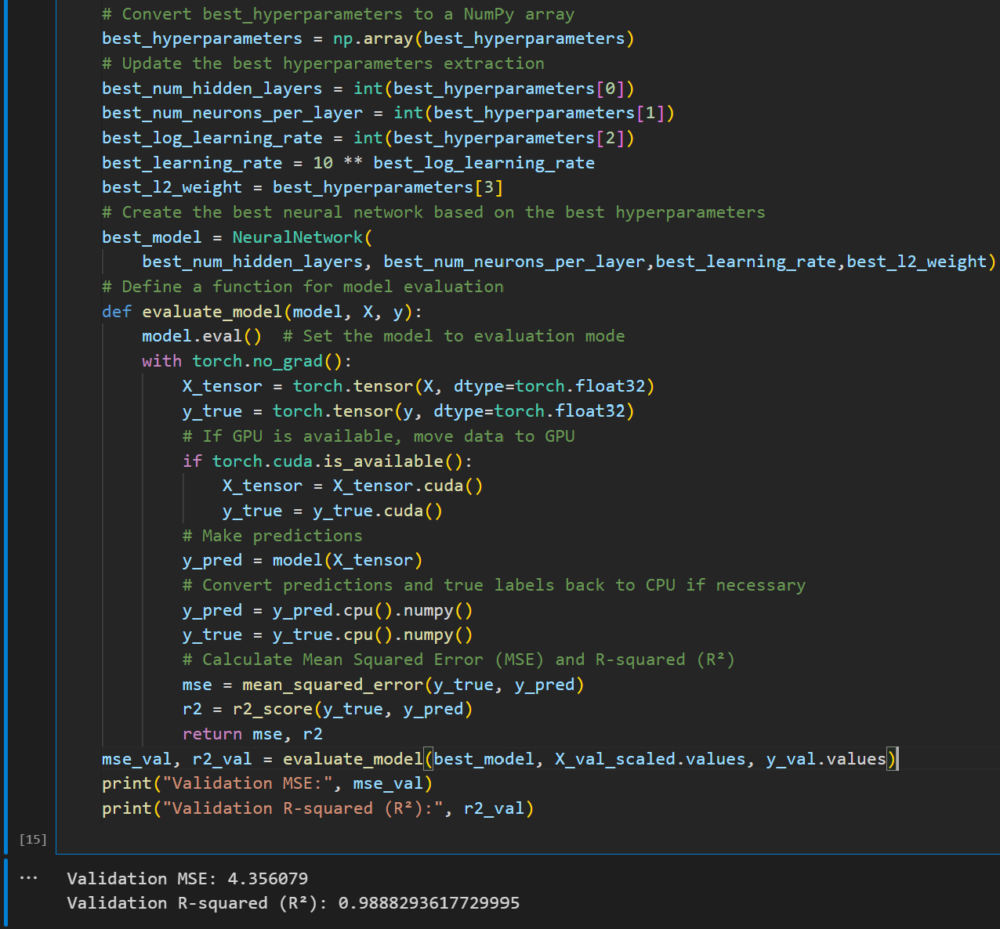 # Convert best_hyperparameters to a NumPy array
best_hyperparameters = np.array(best_hyperparameters)
# Update the best hyperparameters extraction
best_num_hidden_layers = int(best_hyperparameters[0])
best_num_neurons_per_layer = int(best_hyperparameters[1])
best_log_learning_rate = int(best_hyperparameters[2])
best_learning_rate = 10 ** best_log_learning_rate
best_l2_weight = best_hyperparameters[3]
# Create the best neural network based on the best hyperparameters
best_model = NeuralNetwork(
    best_num_hidden_layers, best_num_neurons_per_layer,best_learning_rate,best_l2_weight)
# Define a function for model evaluation
def evaluate_model(model, X, y):
    model.eval()  # Set the model to evaluation mode
    with torch.no_grad():
        X_tensor = torch.tensor(X, dtype=torch.float32)
        y_true = torch.tensor(y, dtype=torch.float32)
        # If GPU is available, move data to GPU
        if torch.cuda.is_available():
            X_tensor = X_tensor.cuda()
            y_true = y_true.cuda()
        # Make predictions
        y_pred = model(X_tensor)
        # Convert predictions and true labels back to CPU if necessary
        y_pred = y_pred.cpu().numpy()
        y_true = y_true.cpu().numpy()
        # Calculate Mean Squared Error (MSE) and R-squared (R²)
        mse = mean_squared_error(y_true, y_pred)
        r2 = r2_score(y_true, y_pred)
        return mse, r2
mse_val, r2_val = evaluate_model(best_model, X_val_scaled.values, y_val.values)
print("Validation MSE:", mse_val)
print("Validation R-squared (R²):", r2_val)
[15]
... Validation MSE: 4.356079
Validation R-squared (R²): 0.9888293617729995